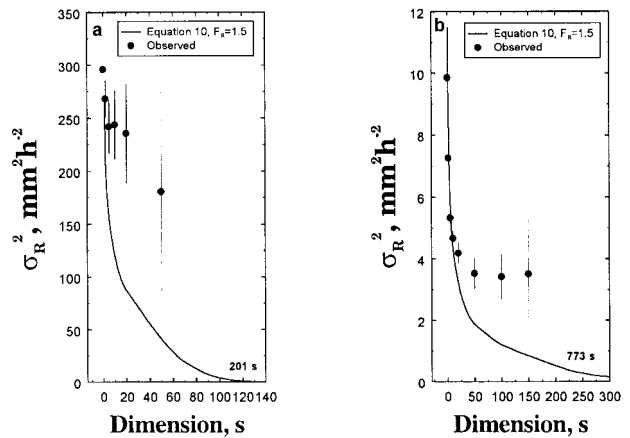 a
Equation 10, F_R=1.5
Observed
350
300
250
200
150
100
50
0
σ_R^2, mm^2h^-2
201 s
0 20 40 60 80 100 120 140
Dimension, s
b
Equation 10, F_R=1.5
Observed
12
10
8
6
4
2
0
σ_R^2, mm^2h^-2
773 s
0 50 100 150 200 250 300
Dimension, s